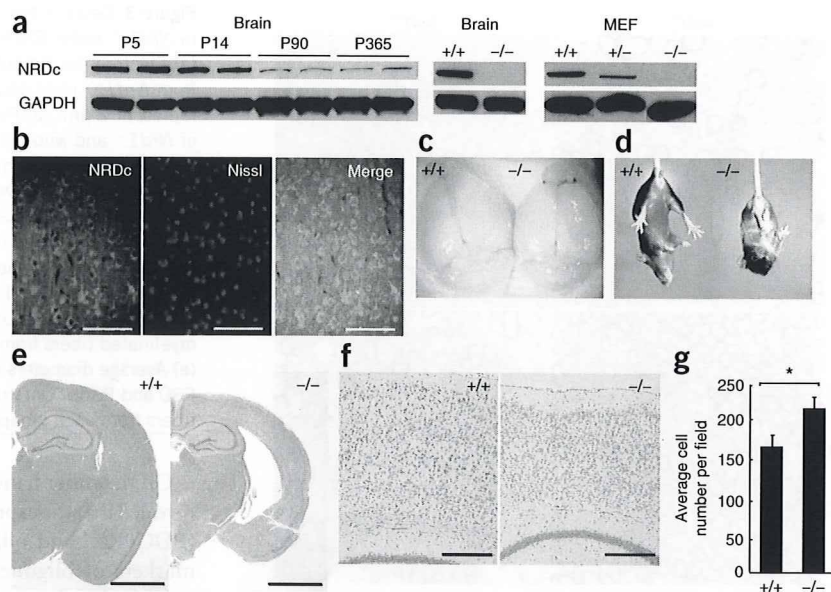 a
Brain
P5 P14 P90 P365
NRDc
GAPDH
Brain
+/+ −/−
MEF
+/+ +/− −/−
b
NRDc
Nissl
Merge
c
+/+ −/−
d
+/+ −/−
e
+/+
−/−
f
+/+
−/−
g
*
Average cell
number per field
250
200
150
100
50
0
+/+ −/−